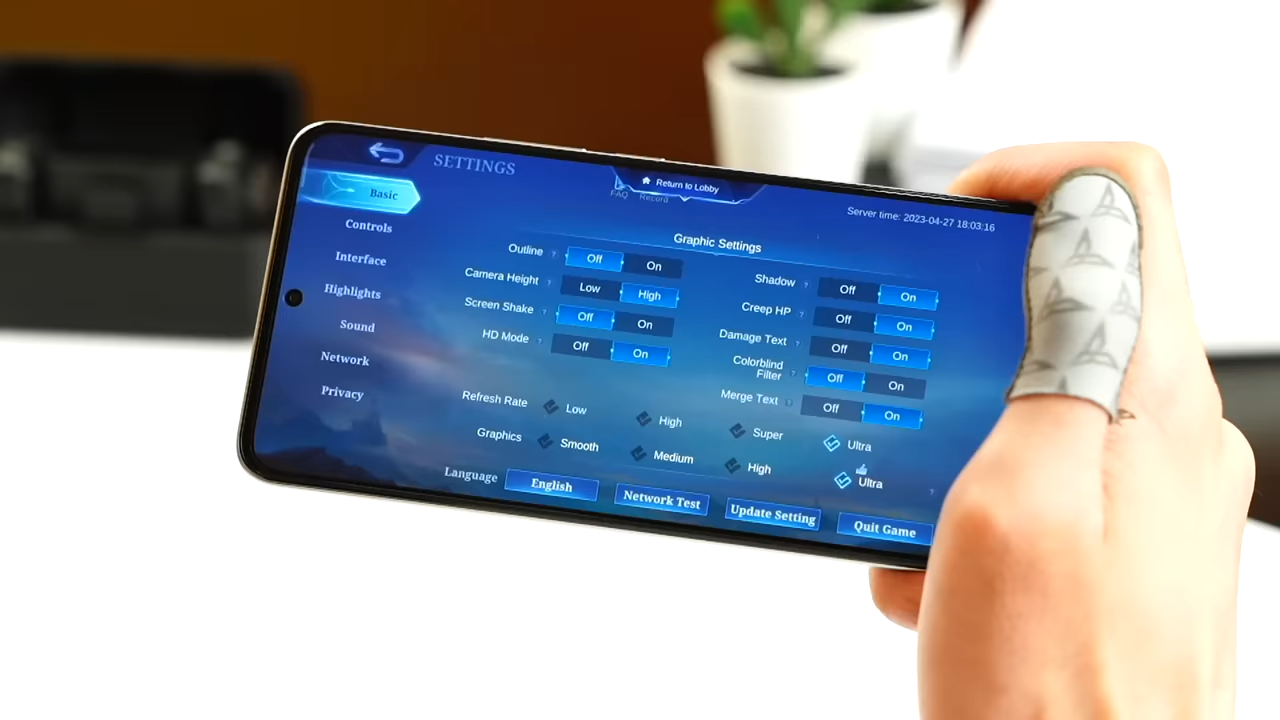 SETTINGS
Return to Lobby
FAQ Record
Server time: 2023-04-27 18:03:16
Basic
Controls
Interface
Highlights
Sound
Network
Privacy
Graphic Settings
Outline ? Off On
Camera Height ? Low High
Screen Shake ? Off On
HD Mode ? Off On
Shadow ? Off On
Creep HP ? Off On
Damage Text ? Off On
Colorblind
Filter ? Off On
Merge Text ? Off On
Refresh Rate Low High Super Ultra
Graphics Smooth Medium High Ultra ?
Language English Network Test Update Setting Quit Game